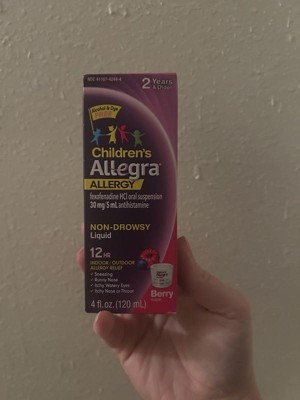 2 Years
& Older
Alcohol & Dye
FREE
Children's
Allegra®
ALLERGY
fexofenadine HCl oral suspension
30 mg/5 mL antihistamine
NON-DROWSY
Liquid
12 HR
INDOOR/OUTDOOR
ALLERGY RELIEF
✓ Sneezing
✓ Runny Nose
✓ Itchy, Watery Eyes
✓ Itchy Nose or Throat
4 fl. oz. (120 mL)
Berry